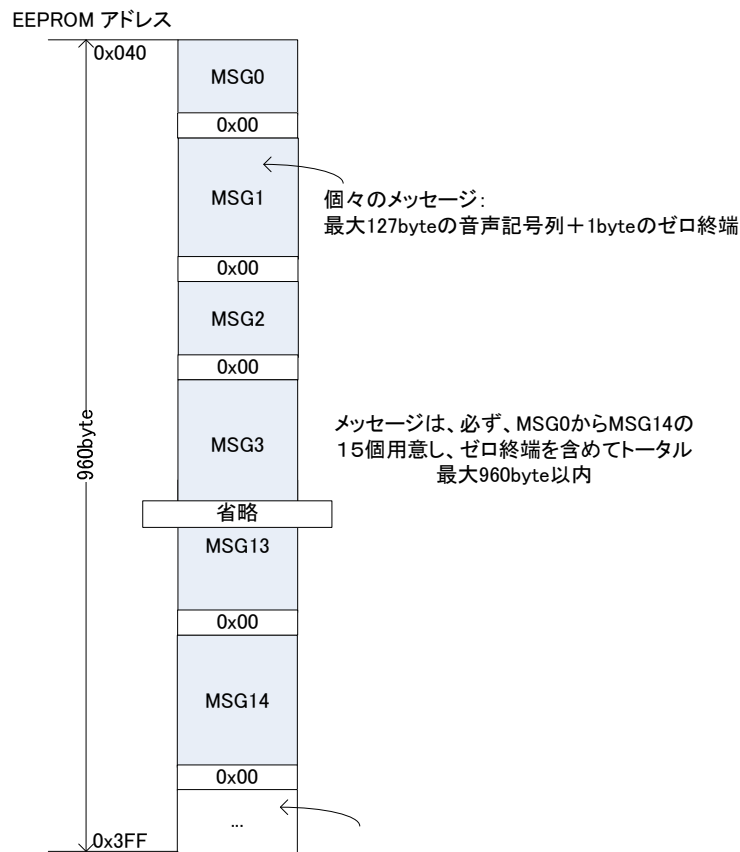 EEPROM アドレス
0x040
MSG0
0x00
MSG1
個々のメッセージ:
最大127byteの音声記号列＋1byteのゼロ終端
0x00
MSG2
0x00
MSG3
メッセージは、必ず、MSG0からMSG14の
１５個用意し、ゼロ終端を含めてトータル
最大960byte以内
960byte
省略
MSG13
0x00
MSG14
0x00
...
0x3FF